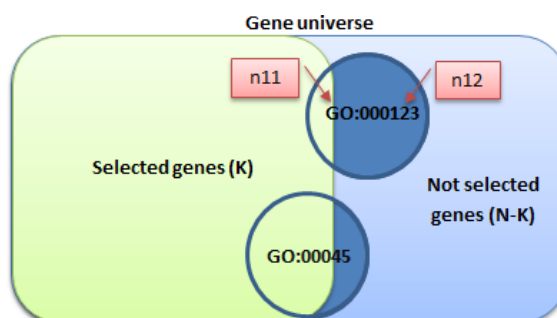 Gene universe
n11
n12
GO:000123
Selected genes (K)
Not selected
genes (N-K)
GO:00045